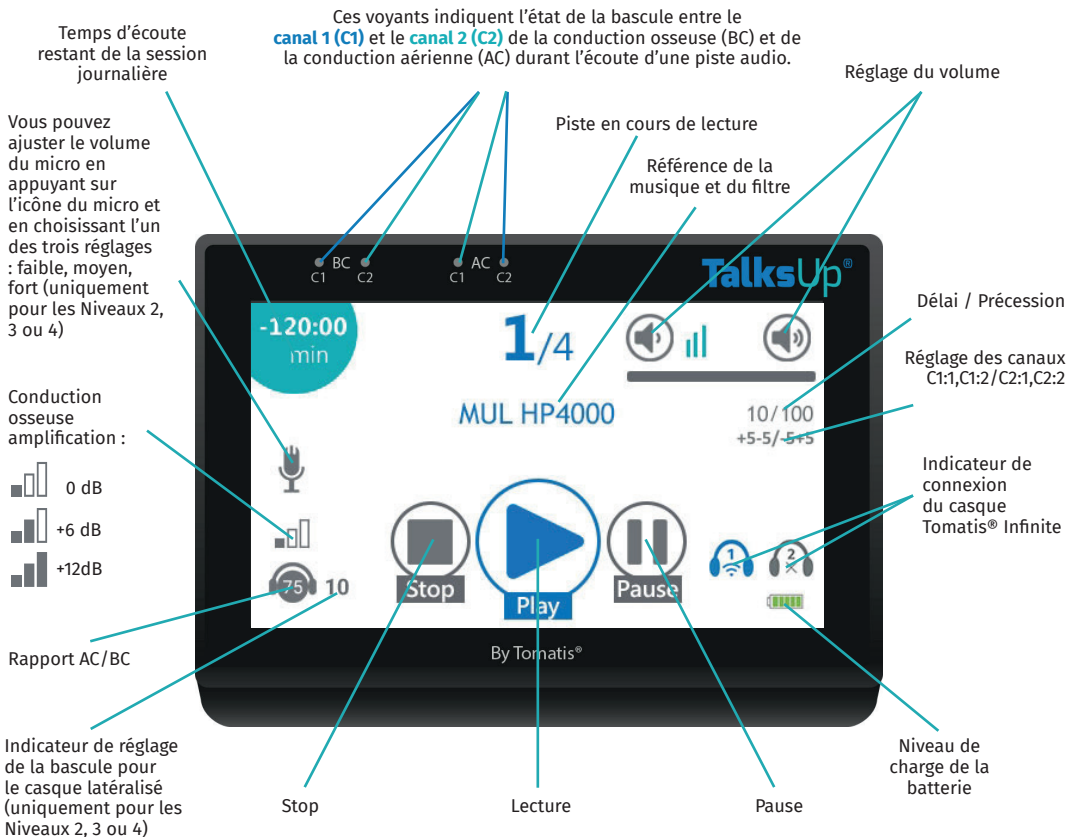 Temps d’écoute
restant de la session
journalière
Ces voyants indiquent l’état de la bascule entre le
canal 1 (C1) et le canal 2 (C2) de la conduction osseuse (BC) et de
la conduction aérienne (AC) durant l’écoute d’une piste audio.
Réglage du volume
Vous pouvez
ajuster le volume
du micro en
appuyant sur
l’icône du micro et
en choisissant l’un
des trois réglages
: faible, moyen,
fort (uniquement
pour les Niveaux 2,
3 ou 4)
Piste en cours de lecture
Référence de la
musique et du filtre
Délai / Précession
Réglage des canaux
C1:1,C1:2/C2:1,C2:2
Indicateur de
connexion
du casque
Tomatis® Infinite
Conduction
osseuse
amplification :
0 dB
+6 dB
+12dB
Rapport AC/BC
Indicateur de réglage
de la bascule pour
le casque latéralisé
(uniquement pour les
Niveaux 2, 3 ou 4)
BC
C1 C2
AC
C1 C2
TalksUp®
-120:00
min
1/4
MUL HP4000
10/100
+5-5/-5+5
75 10
Stop
Play
Pause
1
2
By Tomatis®
Stop
Lecture
Pause
Niveau de
charge de la
batterie